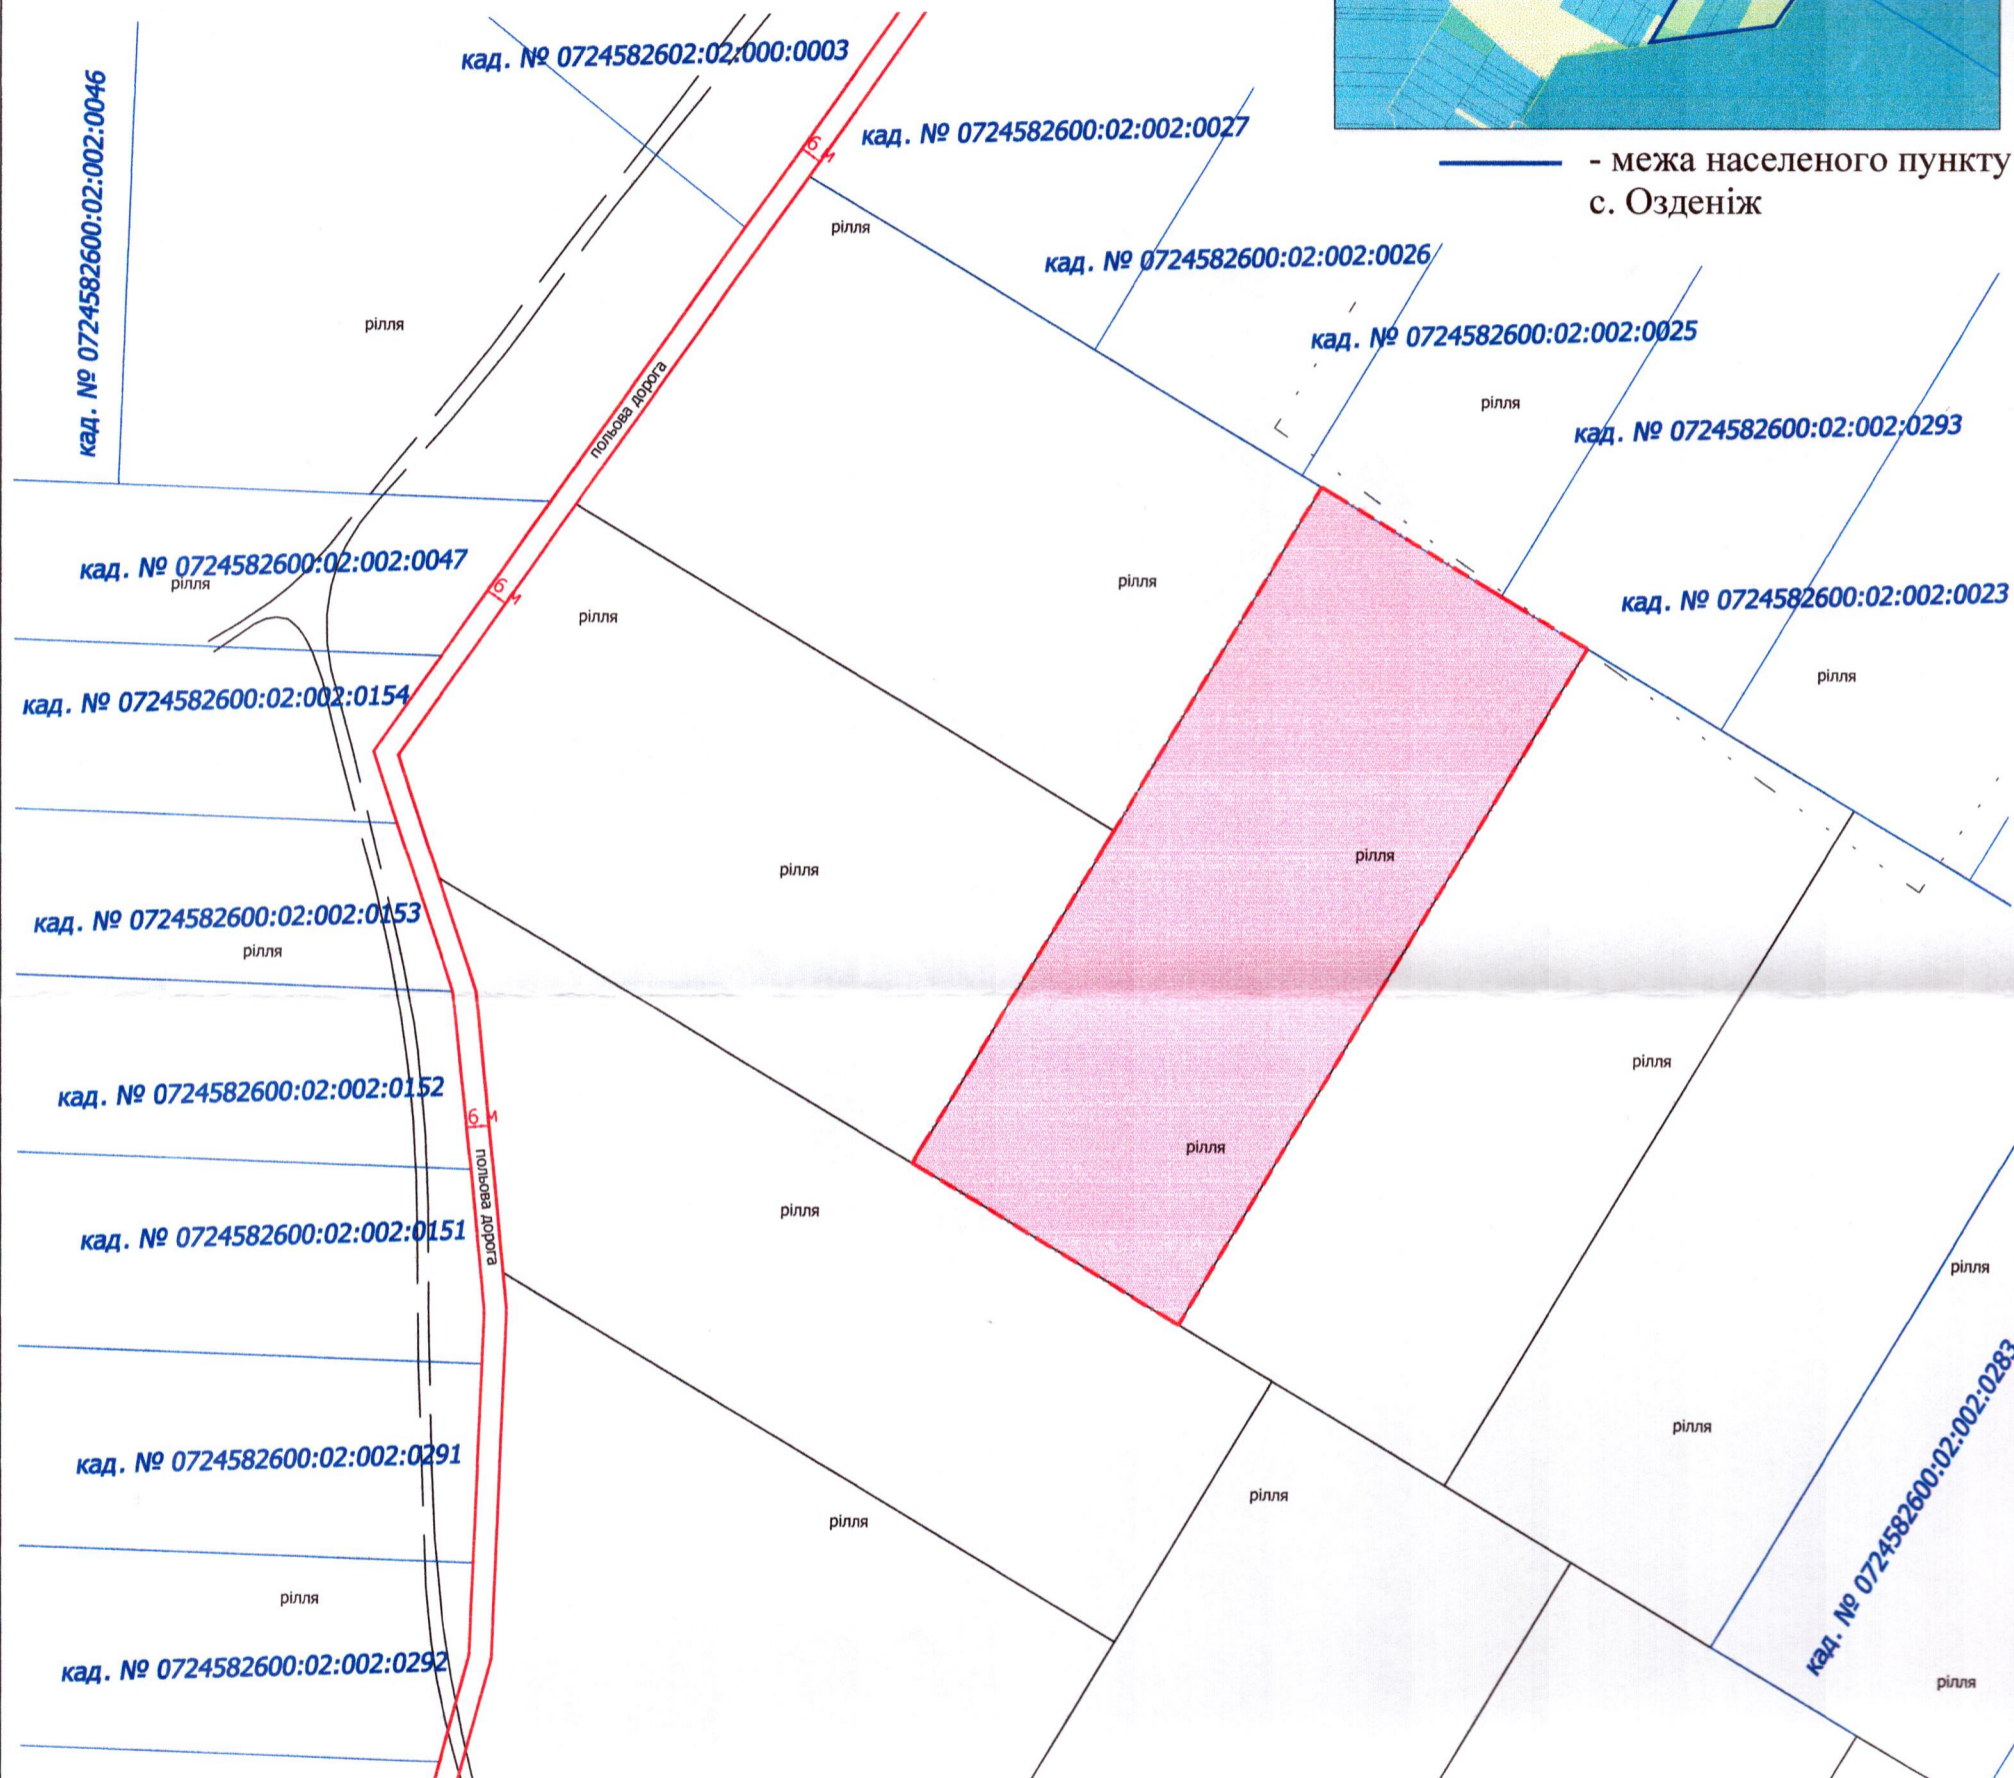 кад. № 0724582602:02:000:0003
кад. № 0724582600:02:002:0046
кад. № 0724582600:02:002:0027
- межа населеного пункту
с. Озденіж
6 м
рілля
кад. № 0724582600:02:002:0026
рілля
кад. № 0724582600:02:002:0025
польова дорога
рілля
кад. № 0724582600:02:002:0293
кад. № 0724582600:02:002:0047
рілля
6 м
рілля
рілля
кад. № 0724582600:02:002:0023
рілля
кад. № 0724582600:02:002:0154
рілля
рілля
кад. № 0724582600:02:002:0153
рілля
рілля
кад. № 0724582600:02:002:0152
6 м
польова дорога
рілля
рілля
кад. № 0724582600:02:002:0151
рілля
кад. № 0724582600:02:002:0283
рілля
кад. № 0724582600:02:002:0291
рілля
рілля
рілля
кад. № 0724582600:02:002:0292
рілля